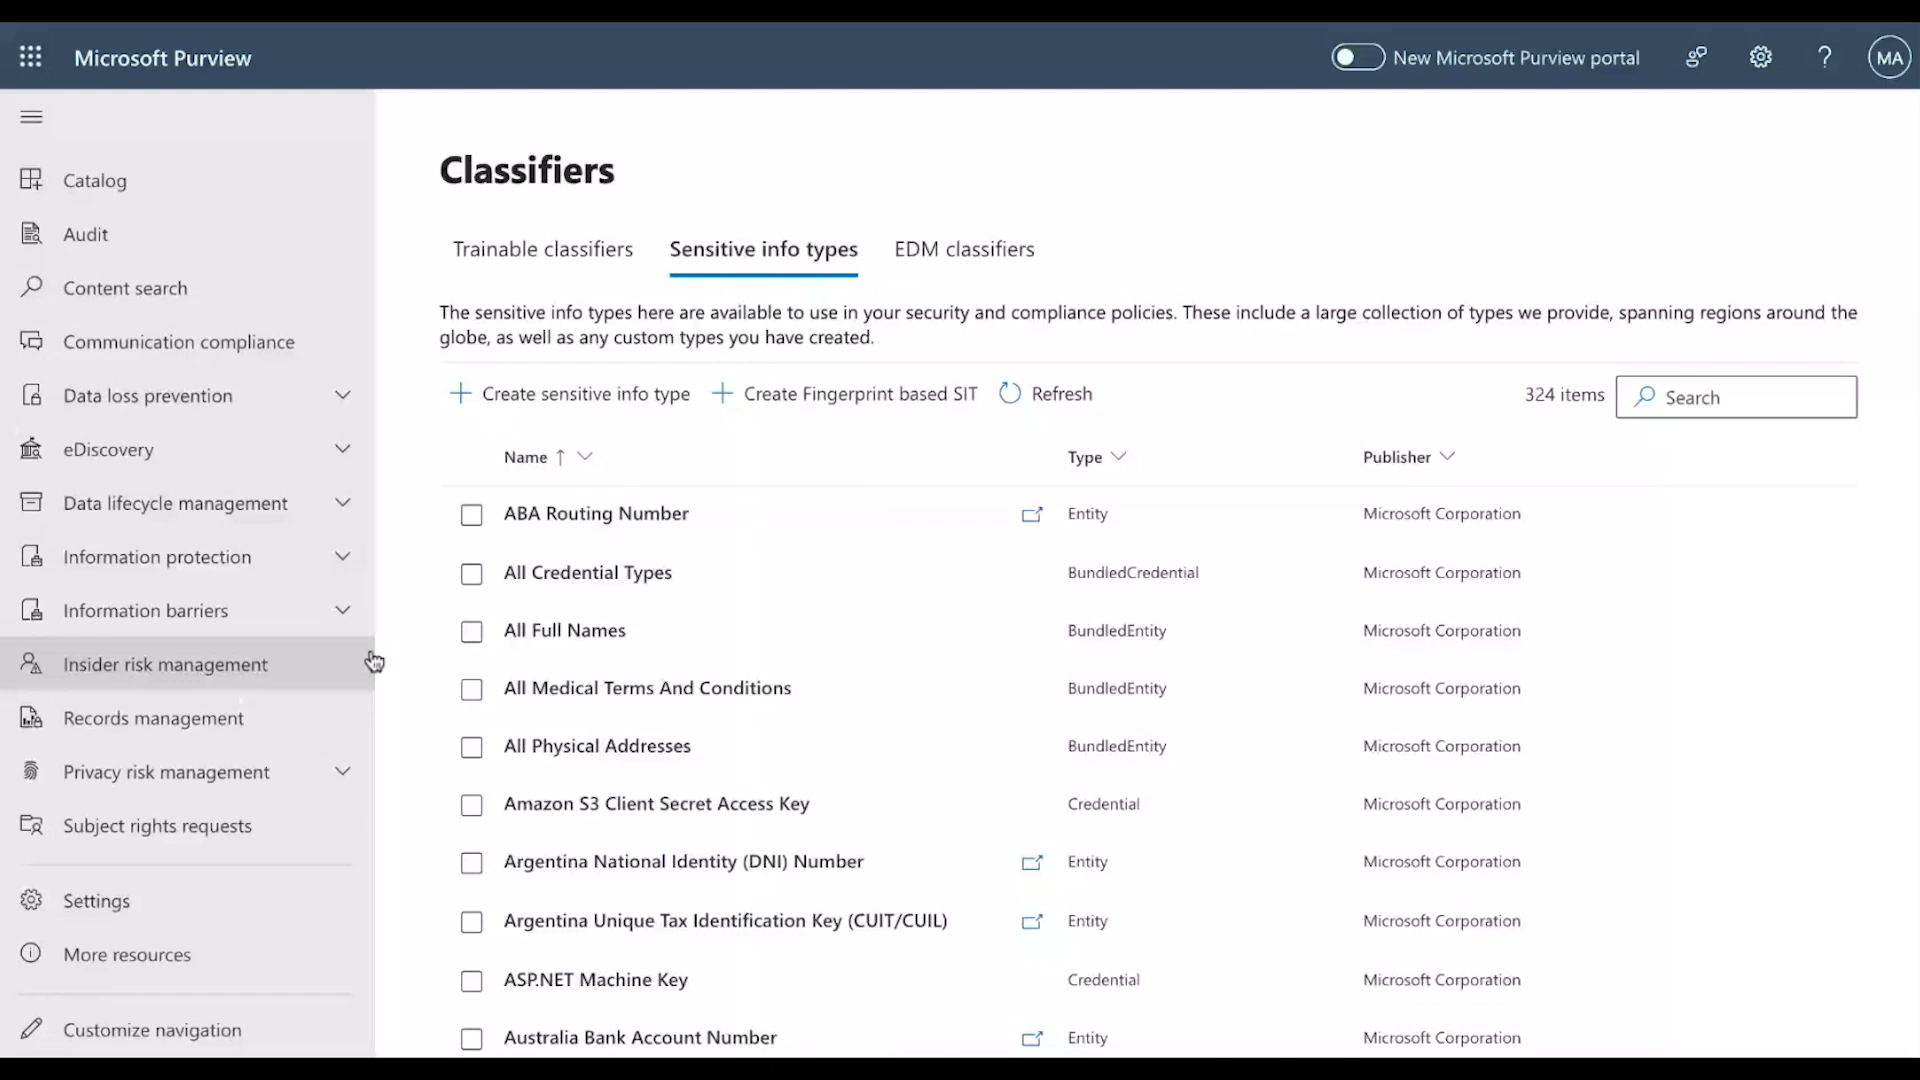 Microsoft Purview
New Microsoft Purview portal
?
MA
Catalog
Audit
Content search
Communication compliance
Data loss prevention
eDiscovery
Data lifecycle management
Information protection
Information barriers
Insider risk management
Records management
Privacy risk management
Subject rights requests
Settings
More resources
Customize navigation
Classifiers
Trainable classifiers Sensitive info types EDM classifiers
The sensitive info types here are available to use in your security and compliance policies. These include a large collection of types we provide, spanning regions around the
globe, as well as any custom types you have created.
Create sensitive info type Create Fingerprint based SIT Refresh 324 items Search
Name Type Publisher
ABA Routing Number Entity Microsoft Corporation
All Credential Types BundledCredential Microsoft Corporation
All Full Names BundledEntity Microsoft Corporation
All Medical Terms And Conditions BundledEntity Microsoft Corporation
All Physical Addresses BundledEntity Microsoft Corporation
Amazon S3 Client Secret Access Key Credential Microsoft Corporation
Argentina National Identity (DNI) Number Entity Microsoft Corporation
Argentina Unique Tax Identification Key (CUIT/CUIL) Entity Microsoft Corporation
ASP.NET Machine Key Credential Microsoft Corporation
Australia Bank Account Number Entity Microsoft Corporation